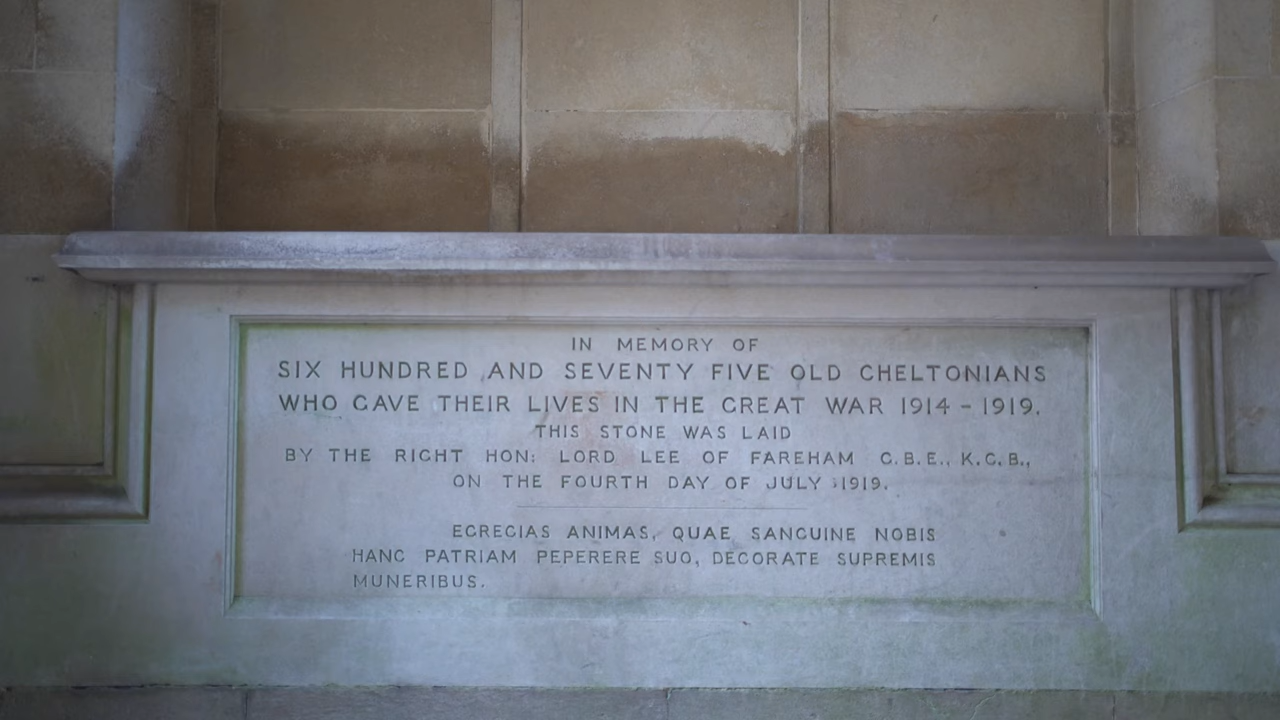 IN MEMORY OF
SIX HUNDRED AND SEVENTY FIVE OLD CHELTONIANS
WHO GAVE THEIR LIVES IN THE GREAT WAR 1914 - 1919.
THIS STONE WAS LAID
BY THE RIGHT HON: LORD LEE OF FAREHAM G.B.E., K.C.B.,
ON THE FOURTH DAY OF JULY 1919.
EGREGIAS ANIMAS, QUAE SANGUINE NOBIS
HANC PATRIAM PEPERERE SUO, DECORATE SUPREMIS
MUNERIBUS.